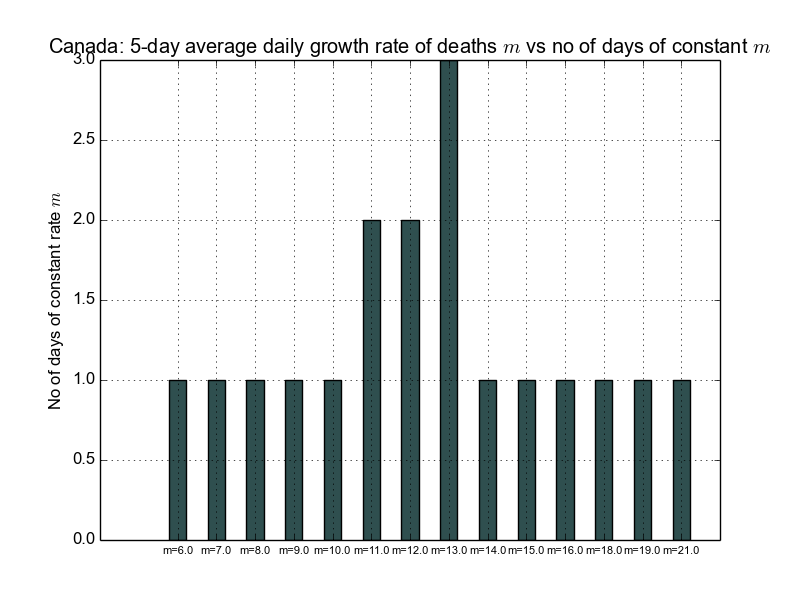 Canada: 5-day average daily growth rate of deaths m vs no of days of constant m
No of days of constant rate m
3.0
2.5
2.0
1.5
1.0
0.5
0.0
m=6.0 m=7.0 m=8.0 m=9.0 m=10.0 m=11.0 m=12.0 m=13.0 m=14.0 m=15.0 m=16.0 m=18.0 m=19.0 m=21.0